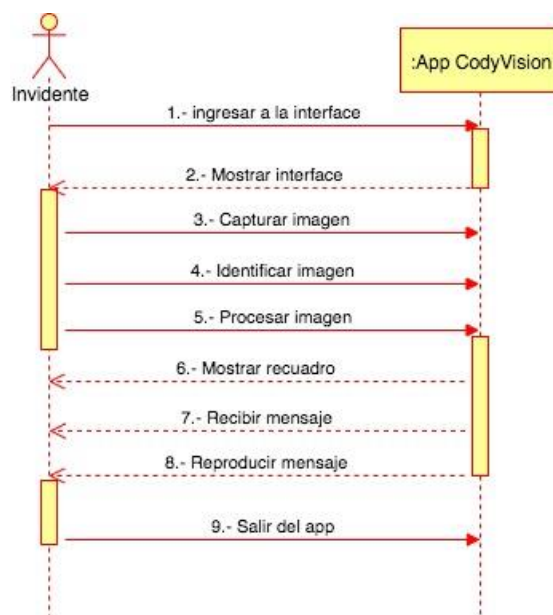 Invidente
:App CodyVision
1.- ingresar a la interface
2.- Mostrar interface
3.- Capturar imagen
4.- Identificar imagen
5.- Procesar imagen
6.- Mostrar recuadro
7.- Recibir mensaje
8.- Reproducir mensaje
9.- Salir del app